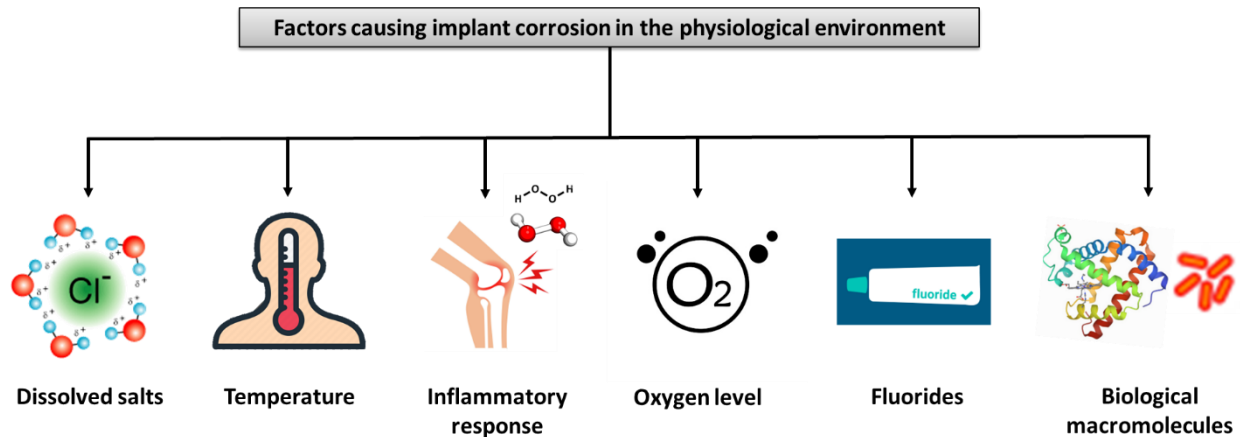 Factors causing implant corrosion in the physiological environment
Cl⁻
δ⁺ δ⁺ δ⁺ δ⁺ δ⁺ δ⁺ δ⁺ δ⁺ δ⁺ δ⁺
H O O H
O₂
fluoride ✓
Dissolved salts
Temperature
Inflammatory
response
Oxygen level
Fluorides
Biological
macromolecules